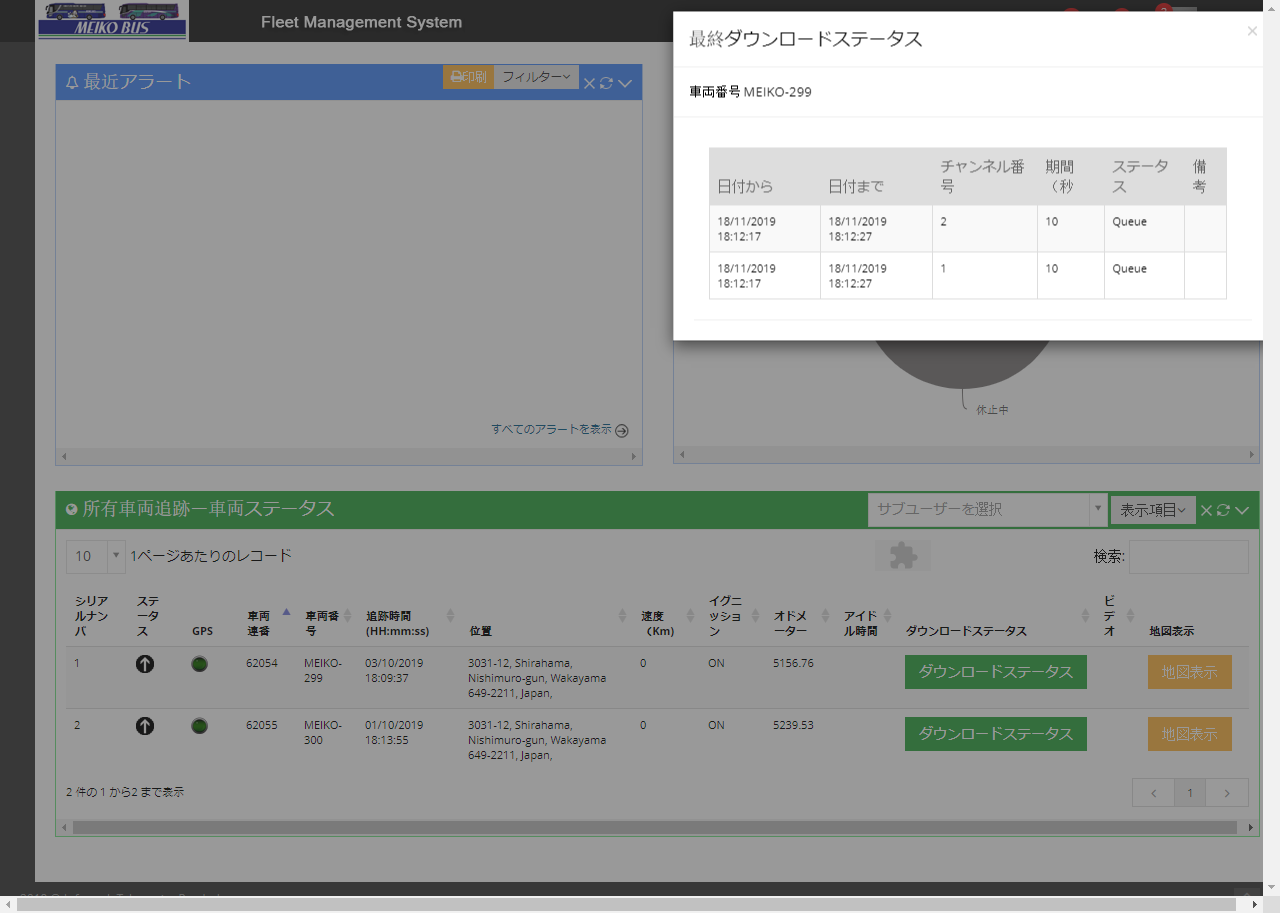 MEIKO BUS
Fleet Management System
最終ダウンロードステータス
×
車両番号 MEIKO-299
日付から 日付まで チャンネル番号 期間（秒 ステータス 備考
18/11/2019 18:12:17 18/11/2019 18:12:27 2 10 Queue
18/11/2019 18:12:17 18/11/2019 18:12:27 1 10 Queue
最近アラート
印刷 フィルター
すべてのアラートを表示
休止中
所有車両追跡ー車両ステータス
サブユーザーを選択 表示項目
10 1ページあたりのレコード
検索:
シリアルナンバ ステータス GPS 車両連番 車両番号 追跡時間(HH:mm:ss) 位置 速度（Km) イグニッション オドメーター アイドル時間 ダウンロードステータス ビデオ 地図表示
1 62054 MEIKO-299 03/10/2019 18:09:37 3031-12, Shirahama, Nishimuro-gun, Wakayama 649-2211, Japan, 0 ON 5156.76 ダウンロードステータス 地図表示
2 62055 MEIKO-300 01/10/2019 18:13:55 3031-12, Shirahama, Nishimuro-gun, Wakayama 649-2211, Japan, 0 ON 5239.53 ダウンロードステータス 地図表示
2 件の 1 から2 まで表示
1